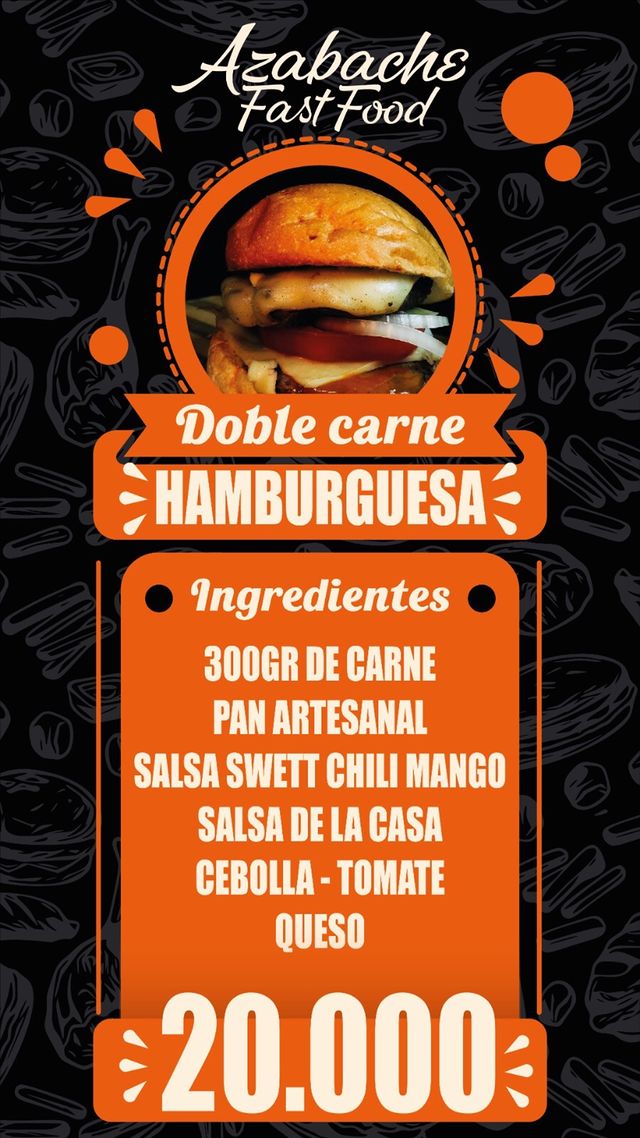 Azabache
Fast Food
Doble carne
HAMBURGUESA
Ingredientes
300GR DE CARNE
PAN ARTESANAL
SALSA SWETT CHILI MANGO
SALSA DE LA CASA
CEBOLLA - TOMATE
QUESO
20.000